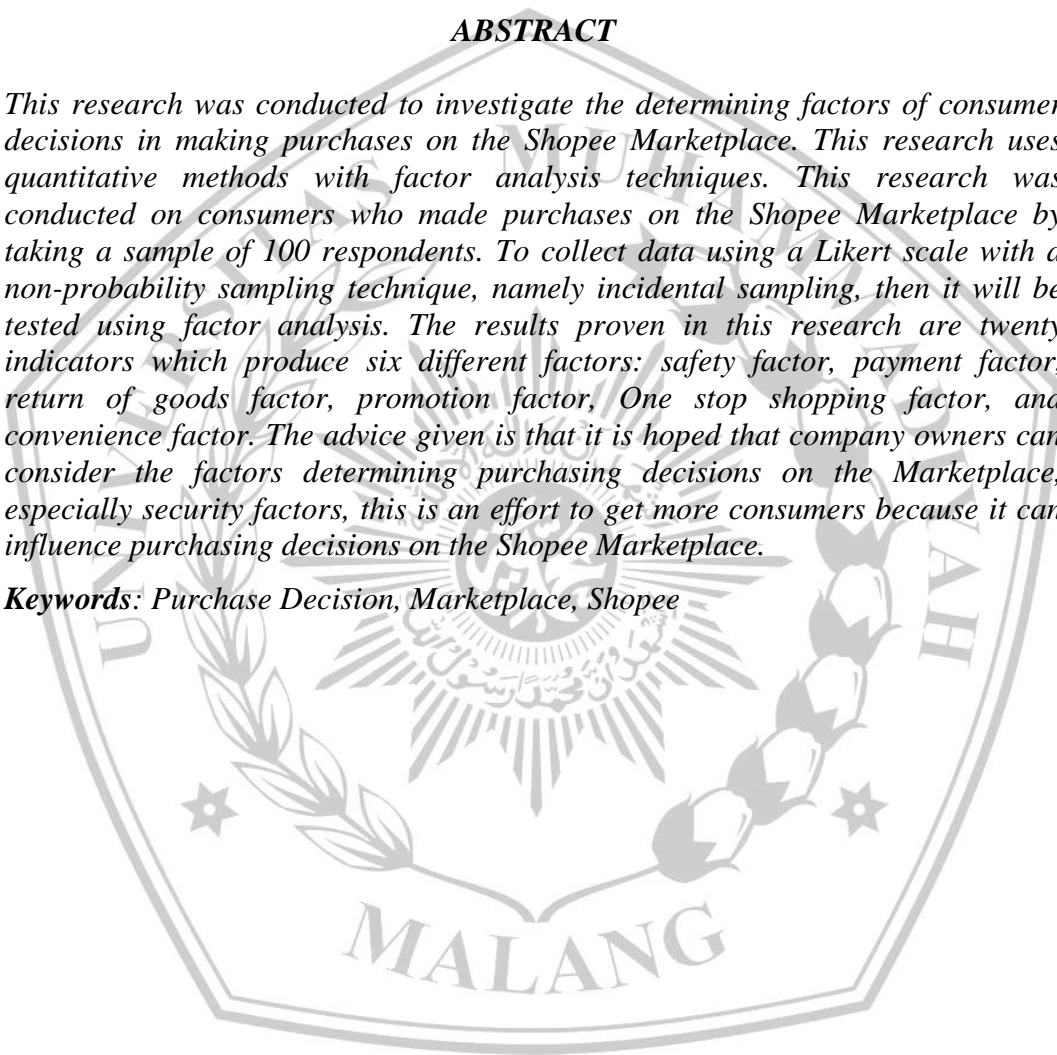 ABSTRACT
This research was conducted to investigate the determining factors of consumer
decisions in making purchases on the Shopee Marketplace. This research uses
quantitative methods with factor analysis techniques. This research was
conducted on consumers who made purchases on the Shopee Marketplace by
taking a sample of 100 respondents. To collect data using a Likert scale with a
non-probability sampling technique, namely incidental sampling, then it will be
tested using factor analysis. The results proven in this research are twenty
indicators which produce six different factors: safety factor, payment factor,
return of goods factor, promotion factor, One stop shopping factor, and
convenience factor. The advice given is that it is hoped that company owners can
consider the factors determining purchasing decisions on the Marketplace,
especially security factors, this is an effort to get more consumers because it can
influence purchasing decisions on the Shopee Marketplace.
Keywords: Purchase Decision, Marketplace, Shopee
UNIVERSITAS MUHAMMADIYAH
MALANG